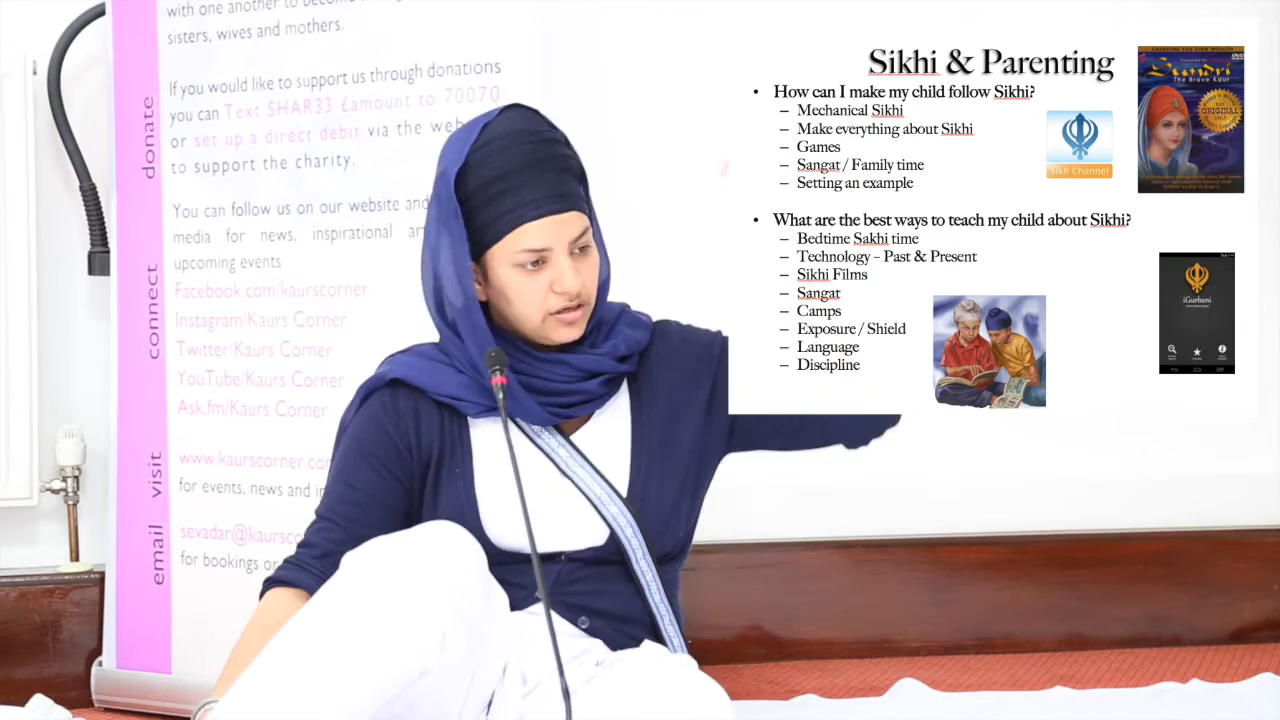 with one another to become
sisters, wives and mothers.
If you would like to support us through donations
you can Text SHAR33 £amount to 70070
or set up a direct debit via the
to support the charity.
You can follow us on our website and
media for news, inspirational
upcoming events
Facebook.com/kaurscorner
Instagram/Kaurs Corner
Twitter/Kaurs Corner
YouTube/Kaurs Corner
Ask.fm/Kaurs Corner
www.kaurscorner.com
for events, news and
for bookings or
donate
connect
visit
email
Sikhi & Parenting
• How can I make my child follow Sikhi?
– Mechanical Sikhi
– Make everything about Sikhi
– Games
– Sangat / Family time
– Setting an example
• What are the best ways to teach my child about Sikhi?
– Bedtime Sakhi time
– Technology – Past & Present
– Sikhi Films
– Sangat
– Camps
– Exposure / Shield
– Language
– Discipline
Sikh Channel
Sundri
The Brave Kaur
DVD
ORIGINAL
iGurbani